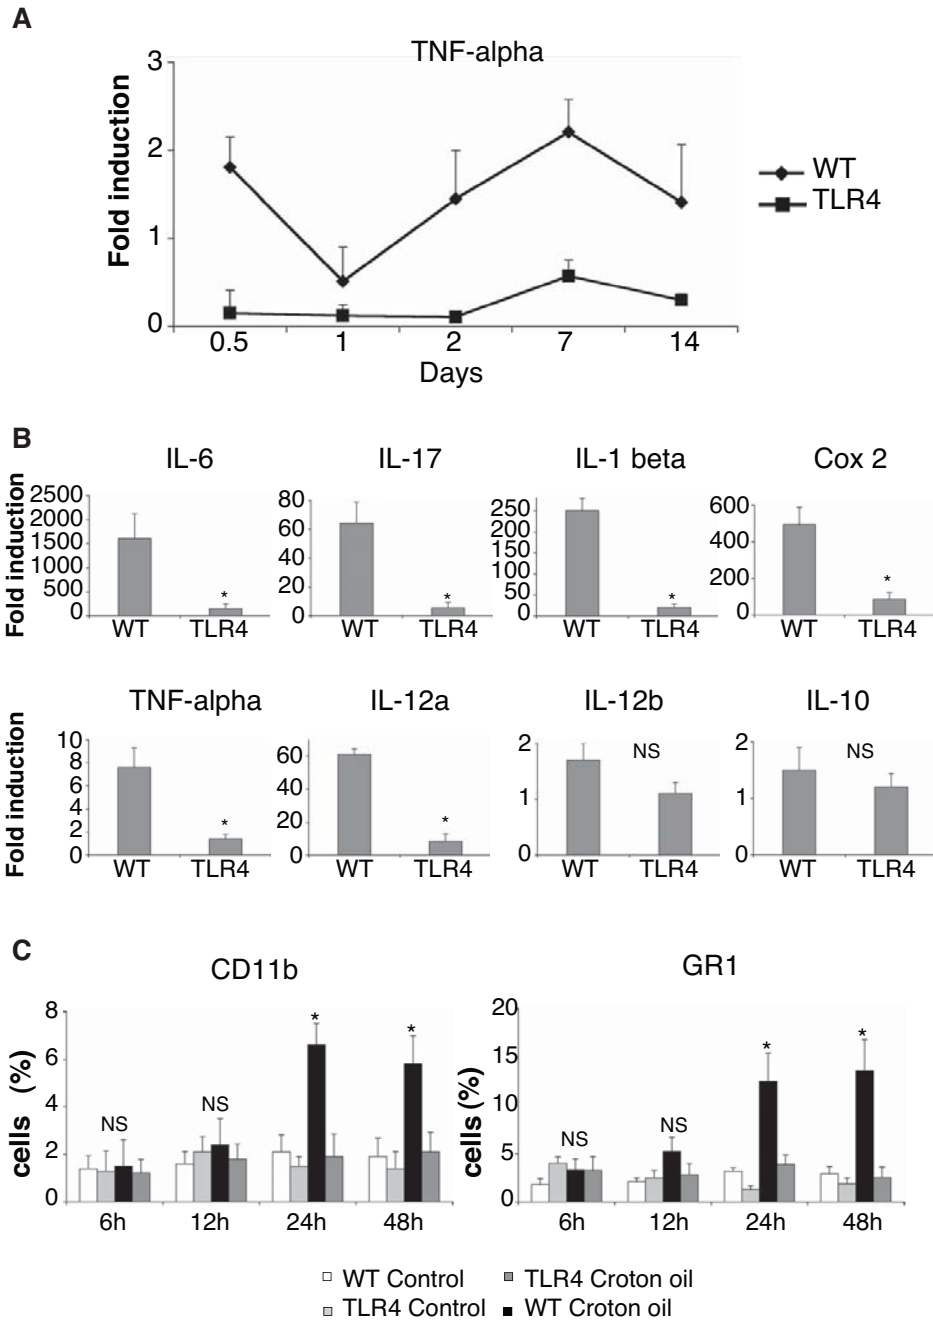 A
TNF-alpha
Fold induction
3
2
1
0
0.5 1 2 7 14
Days
WT
TLR4
B
IL-6
Fold induction
2500
2000
1500
1000
500
0
*
WT TLR4
IL-17
80
60
40
20
0
*
WT TLR4
IL-1 beta
250
200
150
100
50
0
*
WT TLR4
Cox 2
600
400
200
0
*
WT TLR4
TNF-alpha
Fold induction
10
8
6
4
2
0
*
WT TLR4
IL-12a
60
40
20
0
*
WT TLR4
IL-12b
2
1
0
NS
WT TLR4
IL-10
2
1
0
NS
WT TLR4
C
CD11b
cells (%)
8
6
4
2
0
NS NS * *
6h 12h 24h 48h
GR1
cells (%)
20
15
10
5
0
NS NS * *
6h 12h 24h 48h
WT Control
TLR4 Croton oil
TLR4 Control
WT Croton oil